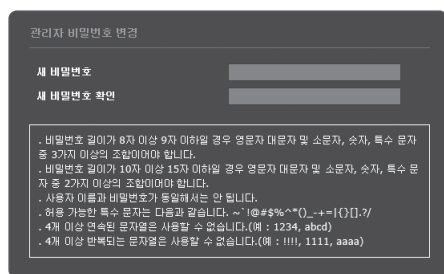 관리자 비밀번호 변경
새 비밀번호
새 비밀번호 확인
. 비밀번호 길이가 8자 이상 9자 이하일 경우 영문자 대문자 및 소문자, 숫자, 특수 문자
중 3가지 이상의 조합이어야 합니다.
. 비밀번호 길이가 10자 이상 15자 이하일 경우 영문자 대문자 및 소문자, 숫자, 특수 문
자 중 2가지 이상의 조합이어야 합니다.
. 사용자 이름과 비밀번호가 동일해서는 안 됩니다.
. 허용 가능한 특수 문자는 다음과 같습니다. ~`!@#$%^*()_-+=|{}[].?/
. 4개 이상 연속된 문자열은 사용할 수 없습니다.(예 : 1234, abcd)
. 4개 이상 반복되는 문자열은 사용할 수 없습니다.(예 : !!!!, 1111, aaaa)